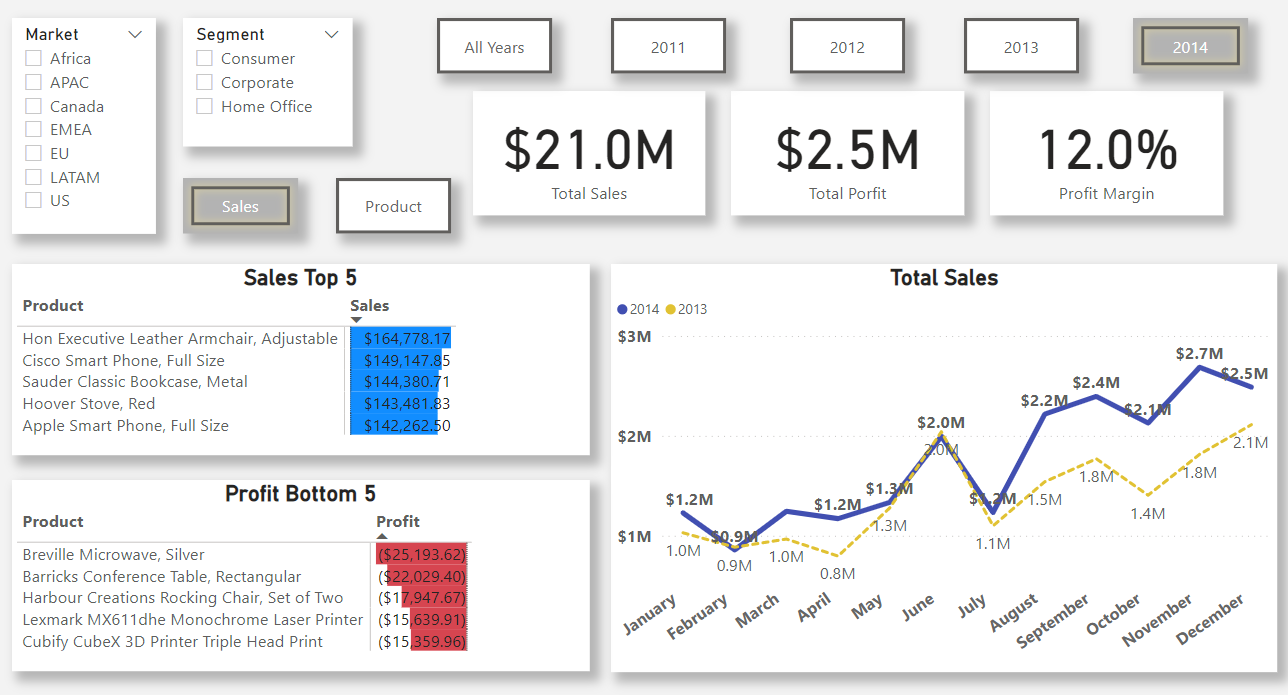 Market
Africa
APAC
Canada
EMEA
EU
LATAM
US
Segment
Consumer
Corporate
Home Office
All Years
2011
2012
2013
2014
Sales
Product
$21.0M
Total Sales
$2.5M
Total Porfit
12.0%
Profit Margin
Sales Top 5
Product Sales
Hon Executive Leather Armchair, Adjustable $164,778.17
Cisco Smart Phone, Full Size $149,147.85
Sauder Classic Bookcase, Metal $144,380.71
Hoover Stove, Red $143,481.83
Apple Smart Phone, Full Size $142,262.50
Profit Bottom 5
Product Profit
Breville Microwave, Silver ($25,193.62)
Barricks Conference Table, Rectangular ($22,029.40)
Harbour Creations Rocking Chair, Set of Two ($17,947.67)
Lexmark MX611dhe Monochrome Laser Printer ($15,639.91)
Cubify CubeX 3D Printer Triple Head Print ($15,359.96)
Total Sales
2014 2013
$3M
$2M
$1M
$1.2M
$0.9M
$1.2M
$1.3M
$2.0M
$1.2M
$2.2M
$2.4M
$2.1M
$2.7M
$2.5M
1.0M
0.9M
1.0M
0.8M
1.3M
2.0M
1.1M
1.5M
1.8M
1.4M
1.8M
2.1M
January
February
March
April
May
June
July
August
September
October
November
December